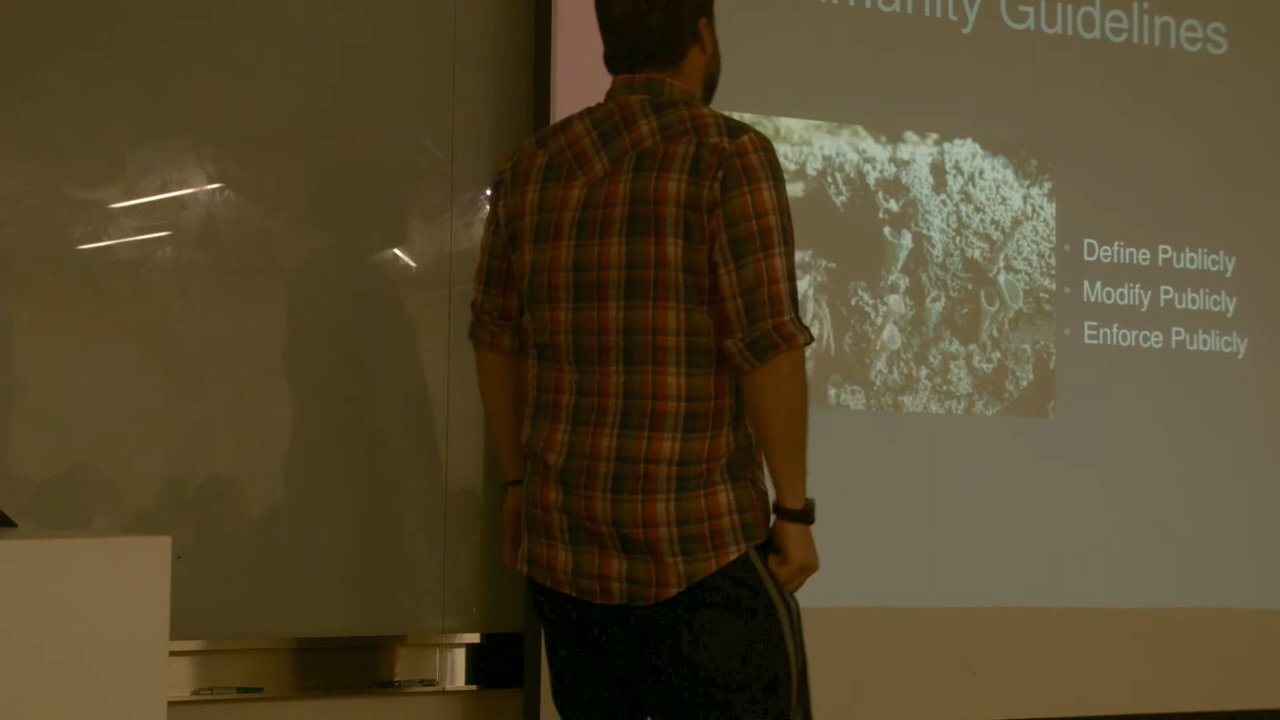 Guidelines
Define Publicly
Modify Publicly
Enforce Publicly